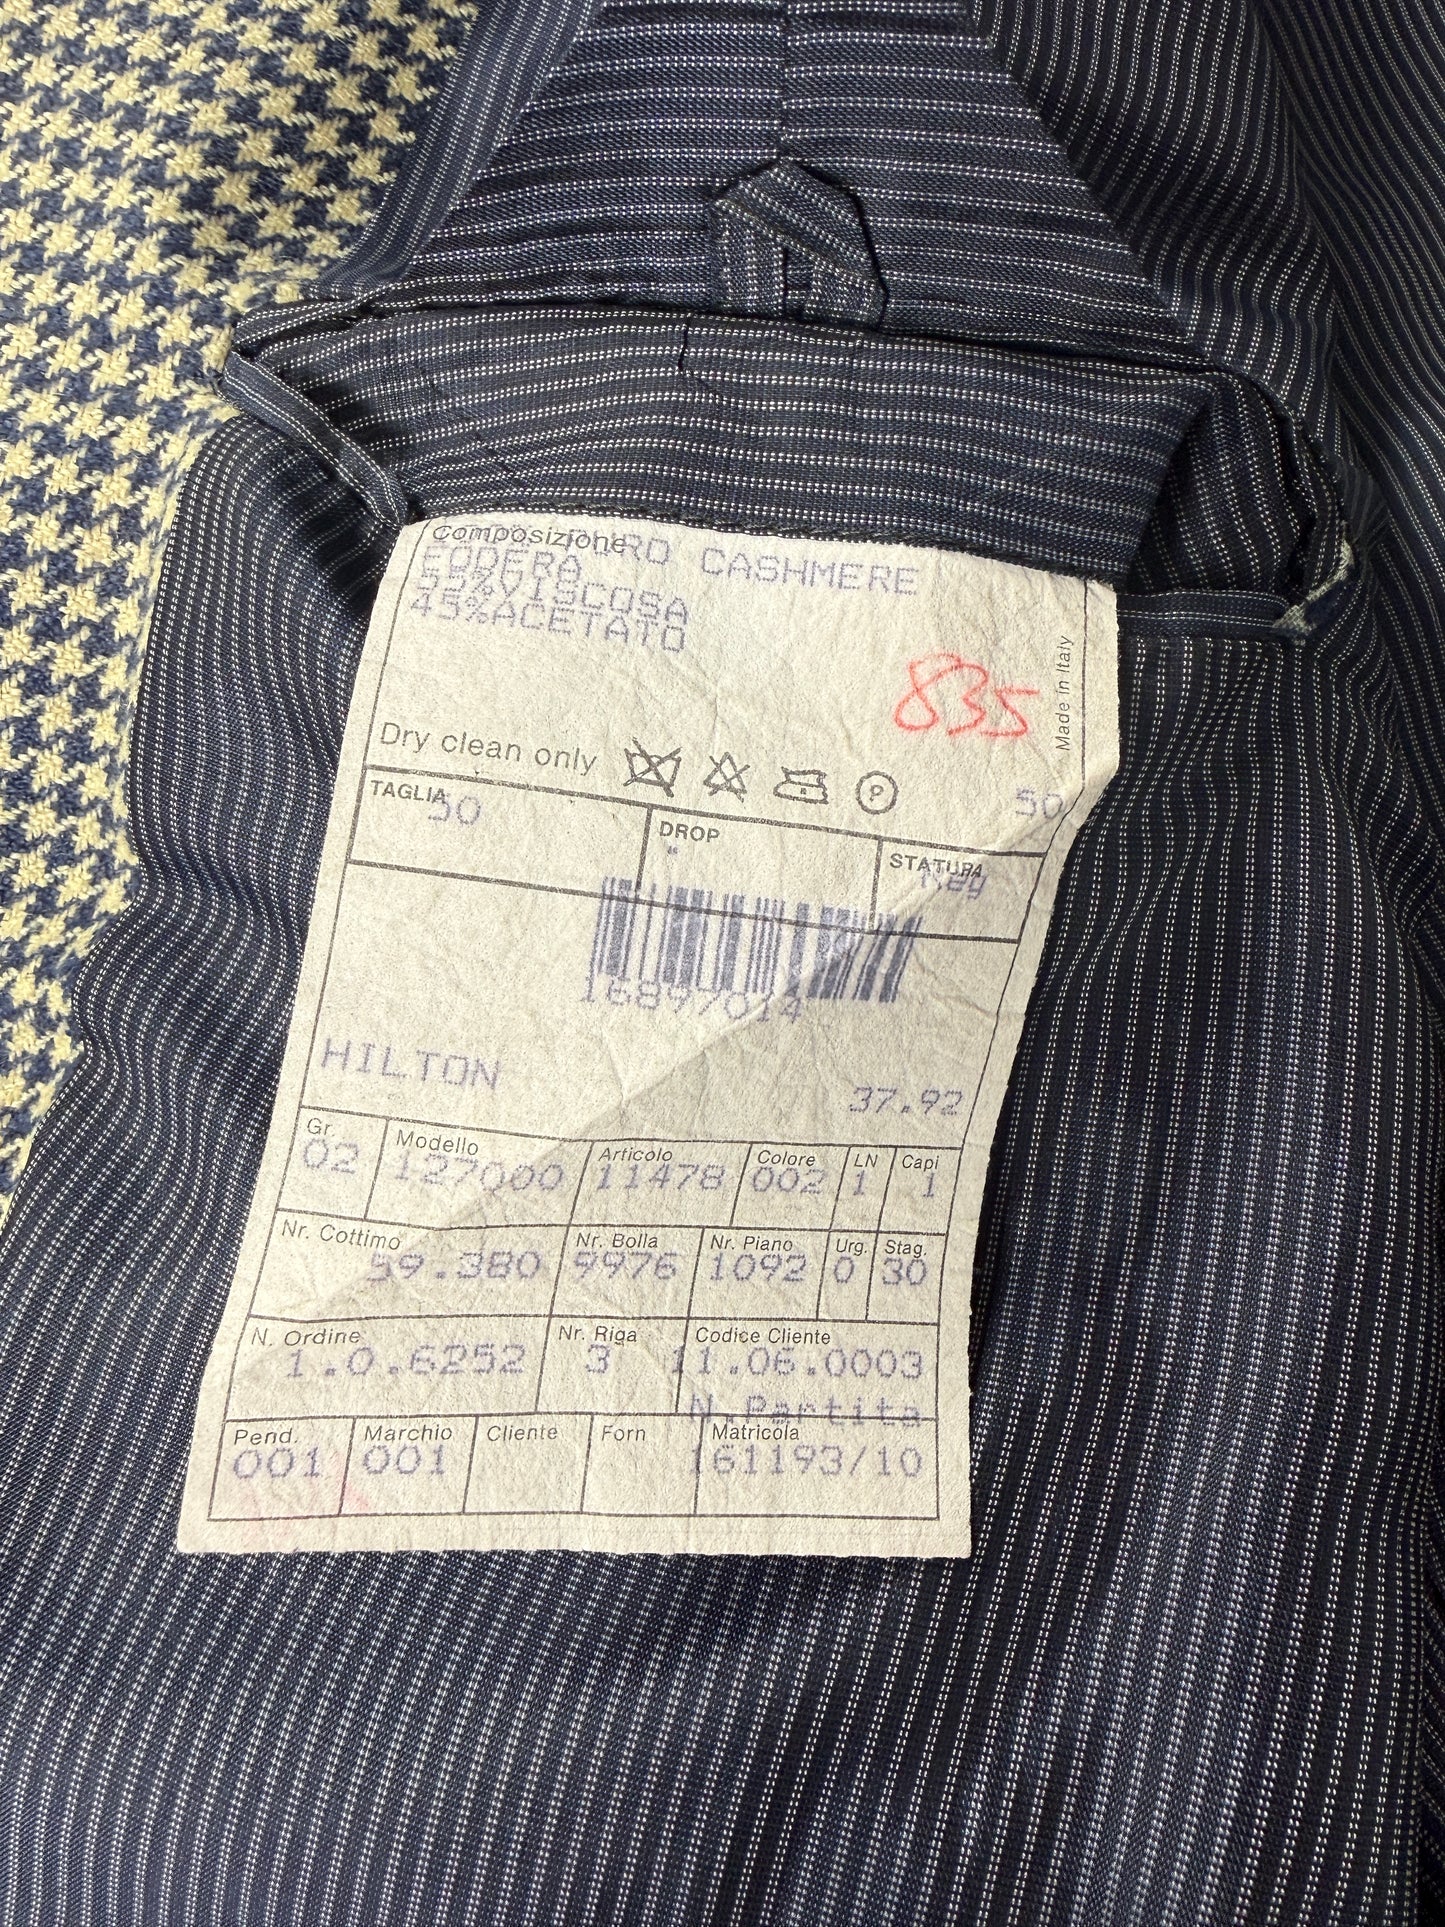 Composizione
PURO CASHMERE
FODERA
55%VISCOSA
45%ACETATO
835
Made in Italy
Dry clean only
P
50
TAGLIA
50
DROP
STATURA
Reg
16897014
HILTON
37.92
Gr. Modello Articolo Colore LN Capi
02 127000 11478 002 1 1
Nr. Cottimo Nr. Bolla Nr. Piano Urg. Stag.
59.380 9976 1092 0 30
N. Ordine Nr. Riga Codice Cliente
1.0.6252 3 11.06.0003
N.Partita
Pend. Marchio Cliente Forn Matricola
001 001 161193/10